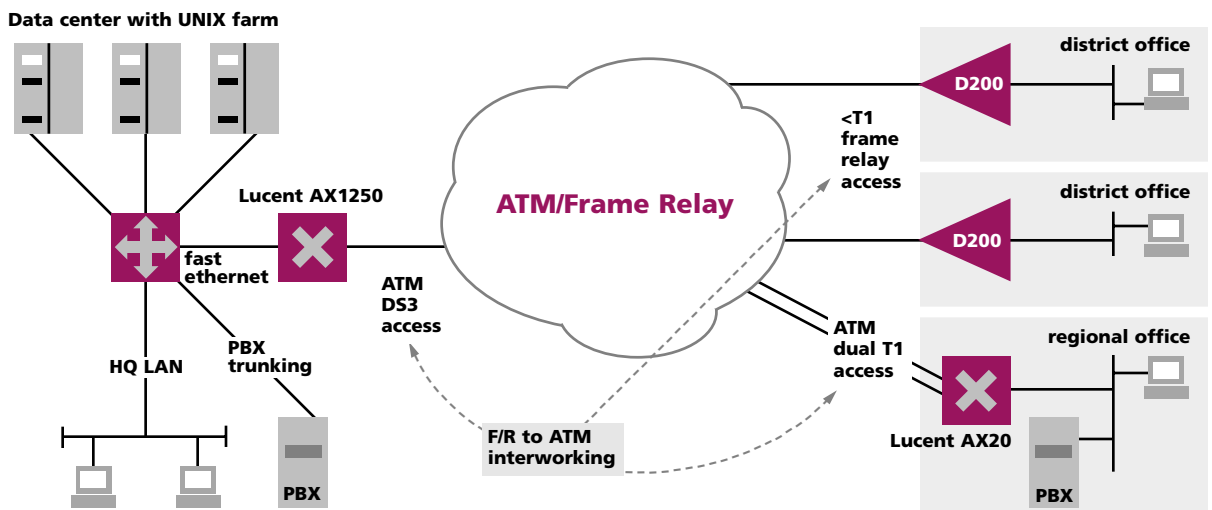 Data center with UNIX farm
Lucent AX1250
fast
ethernet
HQ LAN
PBX
trunking
PBX
ATM
DS3
access
ATM/Frame Relay
F/R to ATM
interworking
<T1
frame
relay
access
ATM
dual T1
access
district office
D200
district office
D200
regional office
Lucent AX20
PBX